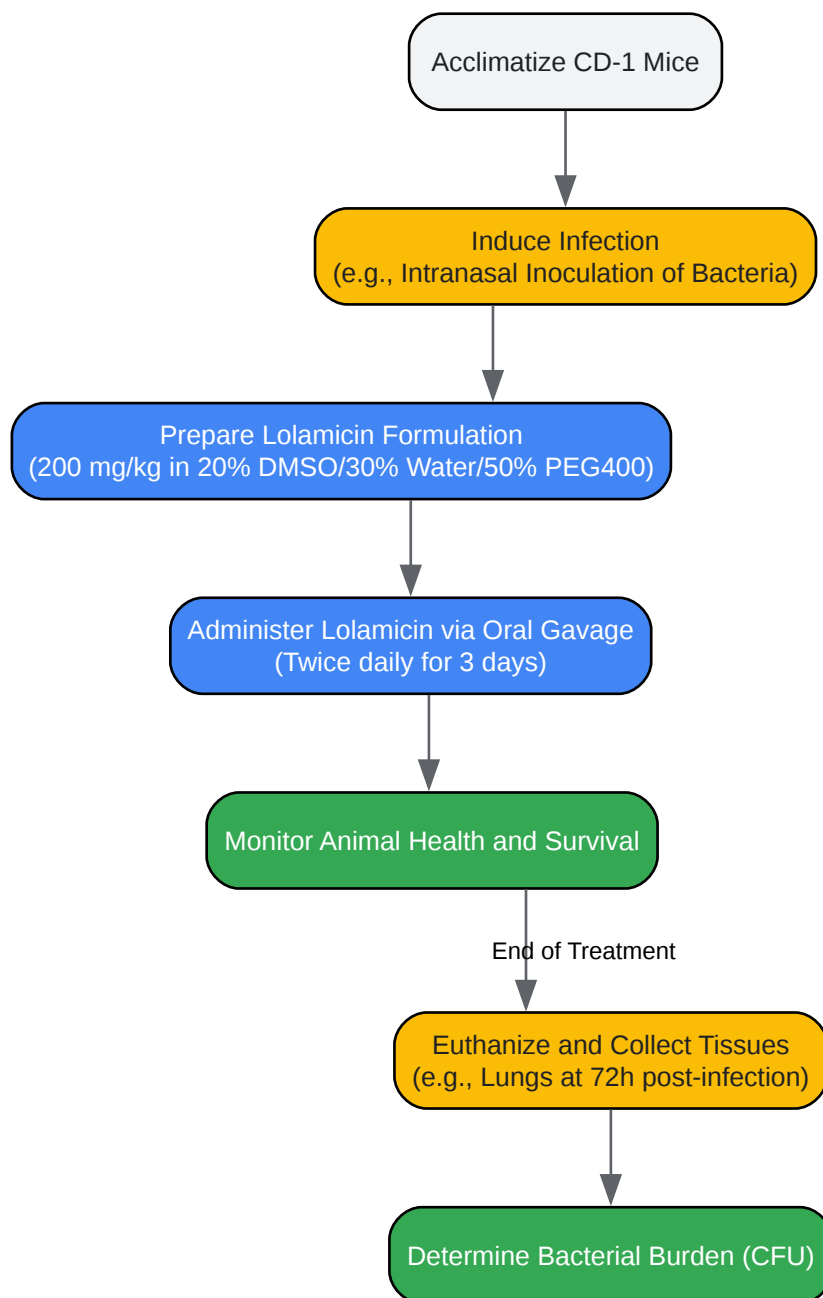 Acclimatize CD-1 Mice
Induce Infection
(e.g., Intranasal Inoculation of Bacteria)
Prepare Lolamicin Formulation
(200 mg/kg in 20% DMSO/30% Water/50% PEG400)
Administer Lolamicin via Oral Gavage
(Twice daily for 3 days)
Monitor Animal Health and Survival
End of Treatment
Euthanize and Collect Tissues
(e.g., Lungs at 72h post-infection)
Determine Bacterial Burden (CFU)